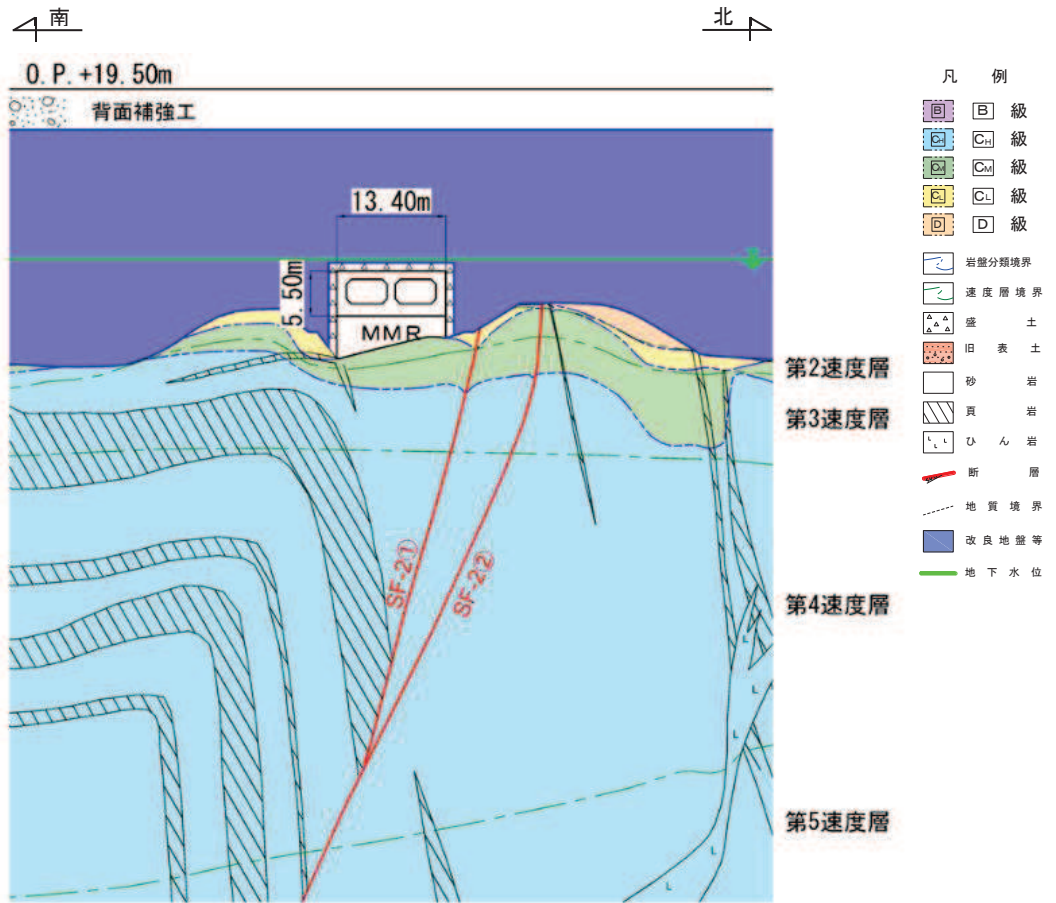 南
北
O.P.+19.50m
背面補強工
13.40m
5.50m
MMR
SF-2①
SF-2②
第2速度層
第3速度層
第4速度層
第5速度層
L
L
L
L
L
凡 例
B B 級
CH CH 級
CM CM 級
CL CL 級
D D 級
岩盤分類境界
速度層境界
盛 土
旧 表 土
砂 岩
頁 岩
ひ ん 岩
断 層
地 質 境 界
改 良 地 盤 等
地 下 水 位